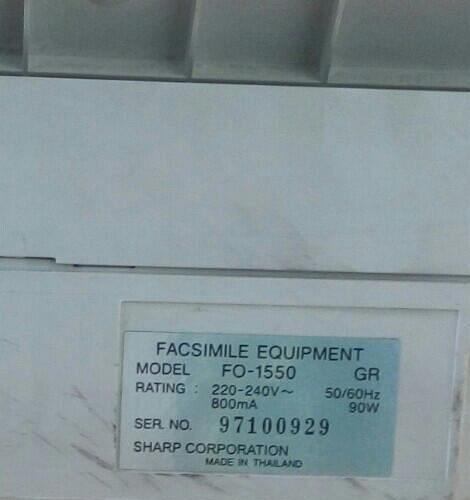 FACSIMILE EQUIPMENT
MODEL FO-1550 GR
RATING : 220-240V~ 50/60Hz
800mA 90W
SER. NO. 97100929
SHARP CORPORATION
MADE IN THAILAND